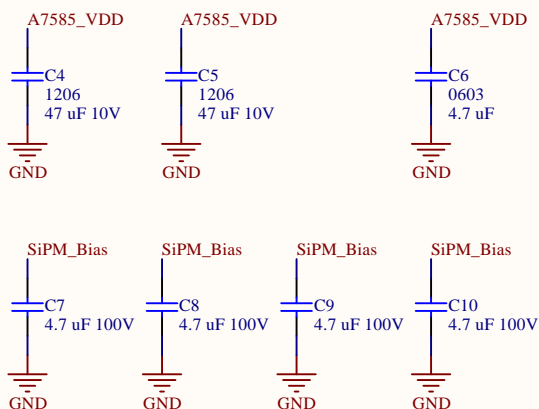 A7585_VDD
C4
1206
47 uF 10V
GND
A7585_VDD
C5
1206
47 uF 10V
GND
A7585_VDD
C6
0603
4.7 uF
GND
SiPM_Bias
C7
4.7 uF 100V
GND
SiPM_Bias
C8
4.7 uF 100V
GND
SiPM_Bias
C9
4.7 uF 100V
GND
SiPM_Bias
C10
4.7 uF 100V
GND